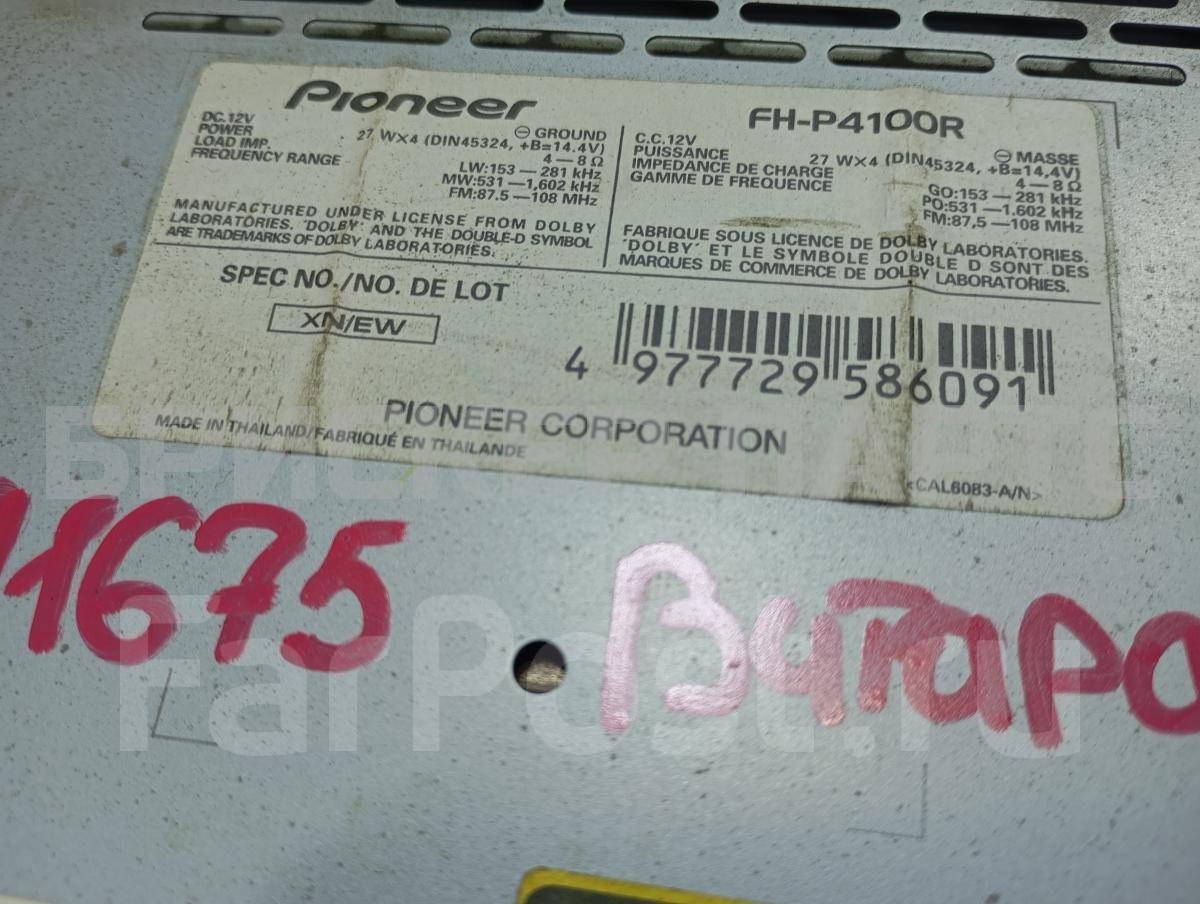 Pioneer
DC.12V ⊖ GROUND
POWER 27 W×4 (DIN45324, +B=14.4V)
LOAD IMP. 4—8 Ω
FREQUENCY RANGE LW:153 — 281 kHz
MW:531 —1,602 kHz
FM:87.5 —108 MHz
MANUFACTURED UNDER LICENSE FROM DOLBY
LABORATORIES. 'DOLBY' AND THE DOUBLE-D SYMBOL
ARE TRADEMARKS OF DOLBY LABORATORIES.
FH-P4100R
C.C.12V ⊖ MASSE
PUISSANCE 27 W×4 (DIN45324, +B=14,4V)
IMPEDANCE DE CHARGE 4—8 Ω
GAMME DE FREQUENCE GO:153 — 281 kHz
PO:531 —1.602 kHz
FM:87,5 —108 MHz
FABRIQUE SOUS LICENCE DE DOLBY LABORATORIES.
'DOLBY' ET LE SYMBOLE DOUBLE D SONT DES
MARQUES DE COMMERCE DE DOLBY LABORATORIES.
SPEC NO./NO. DE LOT
XN/EW
4 977729 586091
PIONEER CORPORATION
MADE IN THAILAND/FABRIQUÉ EN THAILANDE
<CAL6083-A/N>
11675
Витара
FarPost.ru